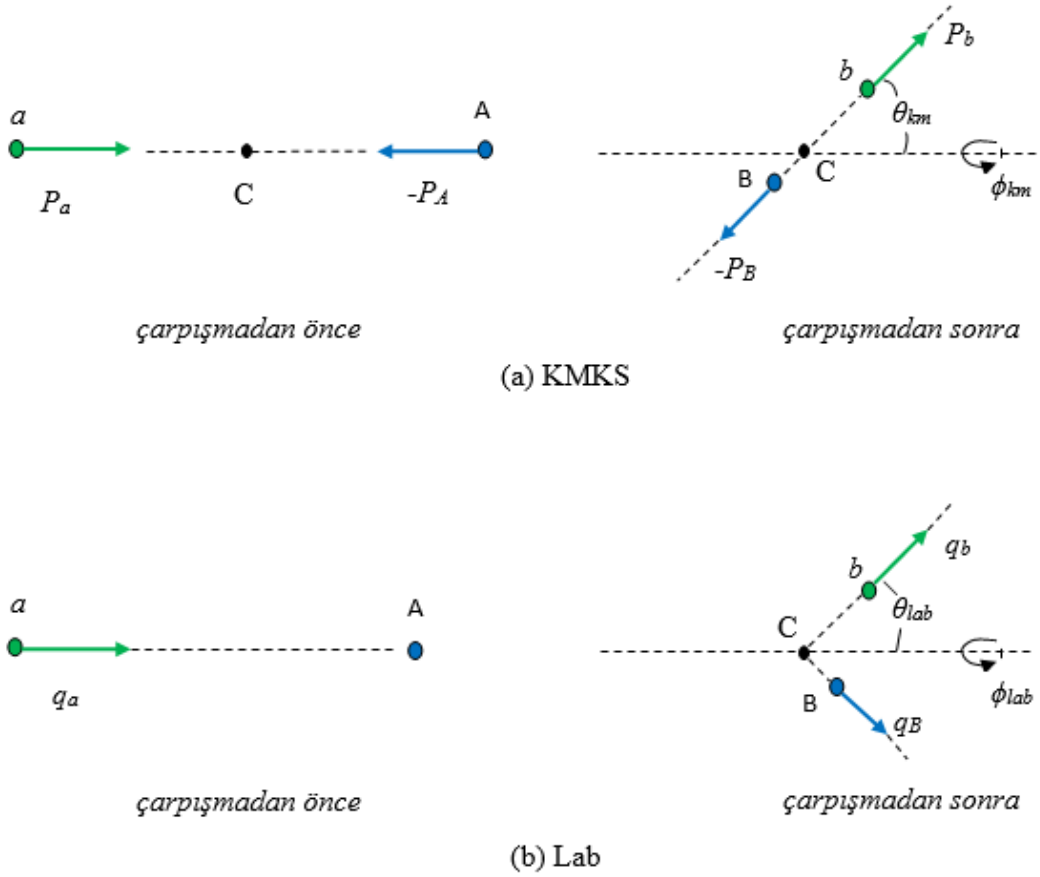 a
A
P_a
C
-P_A
P_b
b
θ_km
B
C
ϕ_km
-P_B
çarpışmadan önce
çarpışmadan sonra
(a) KMKS
a
A
q_a
q_b
b
θ_lab
C
B
ϕ_lab
q_B
çarpışmadan önce
çarpışmadan sonra
(b) Lab